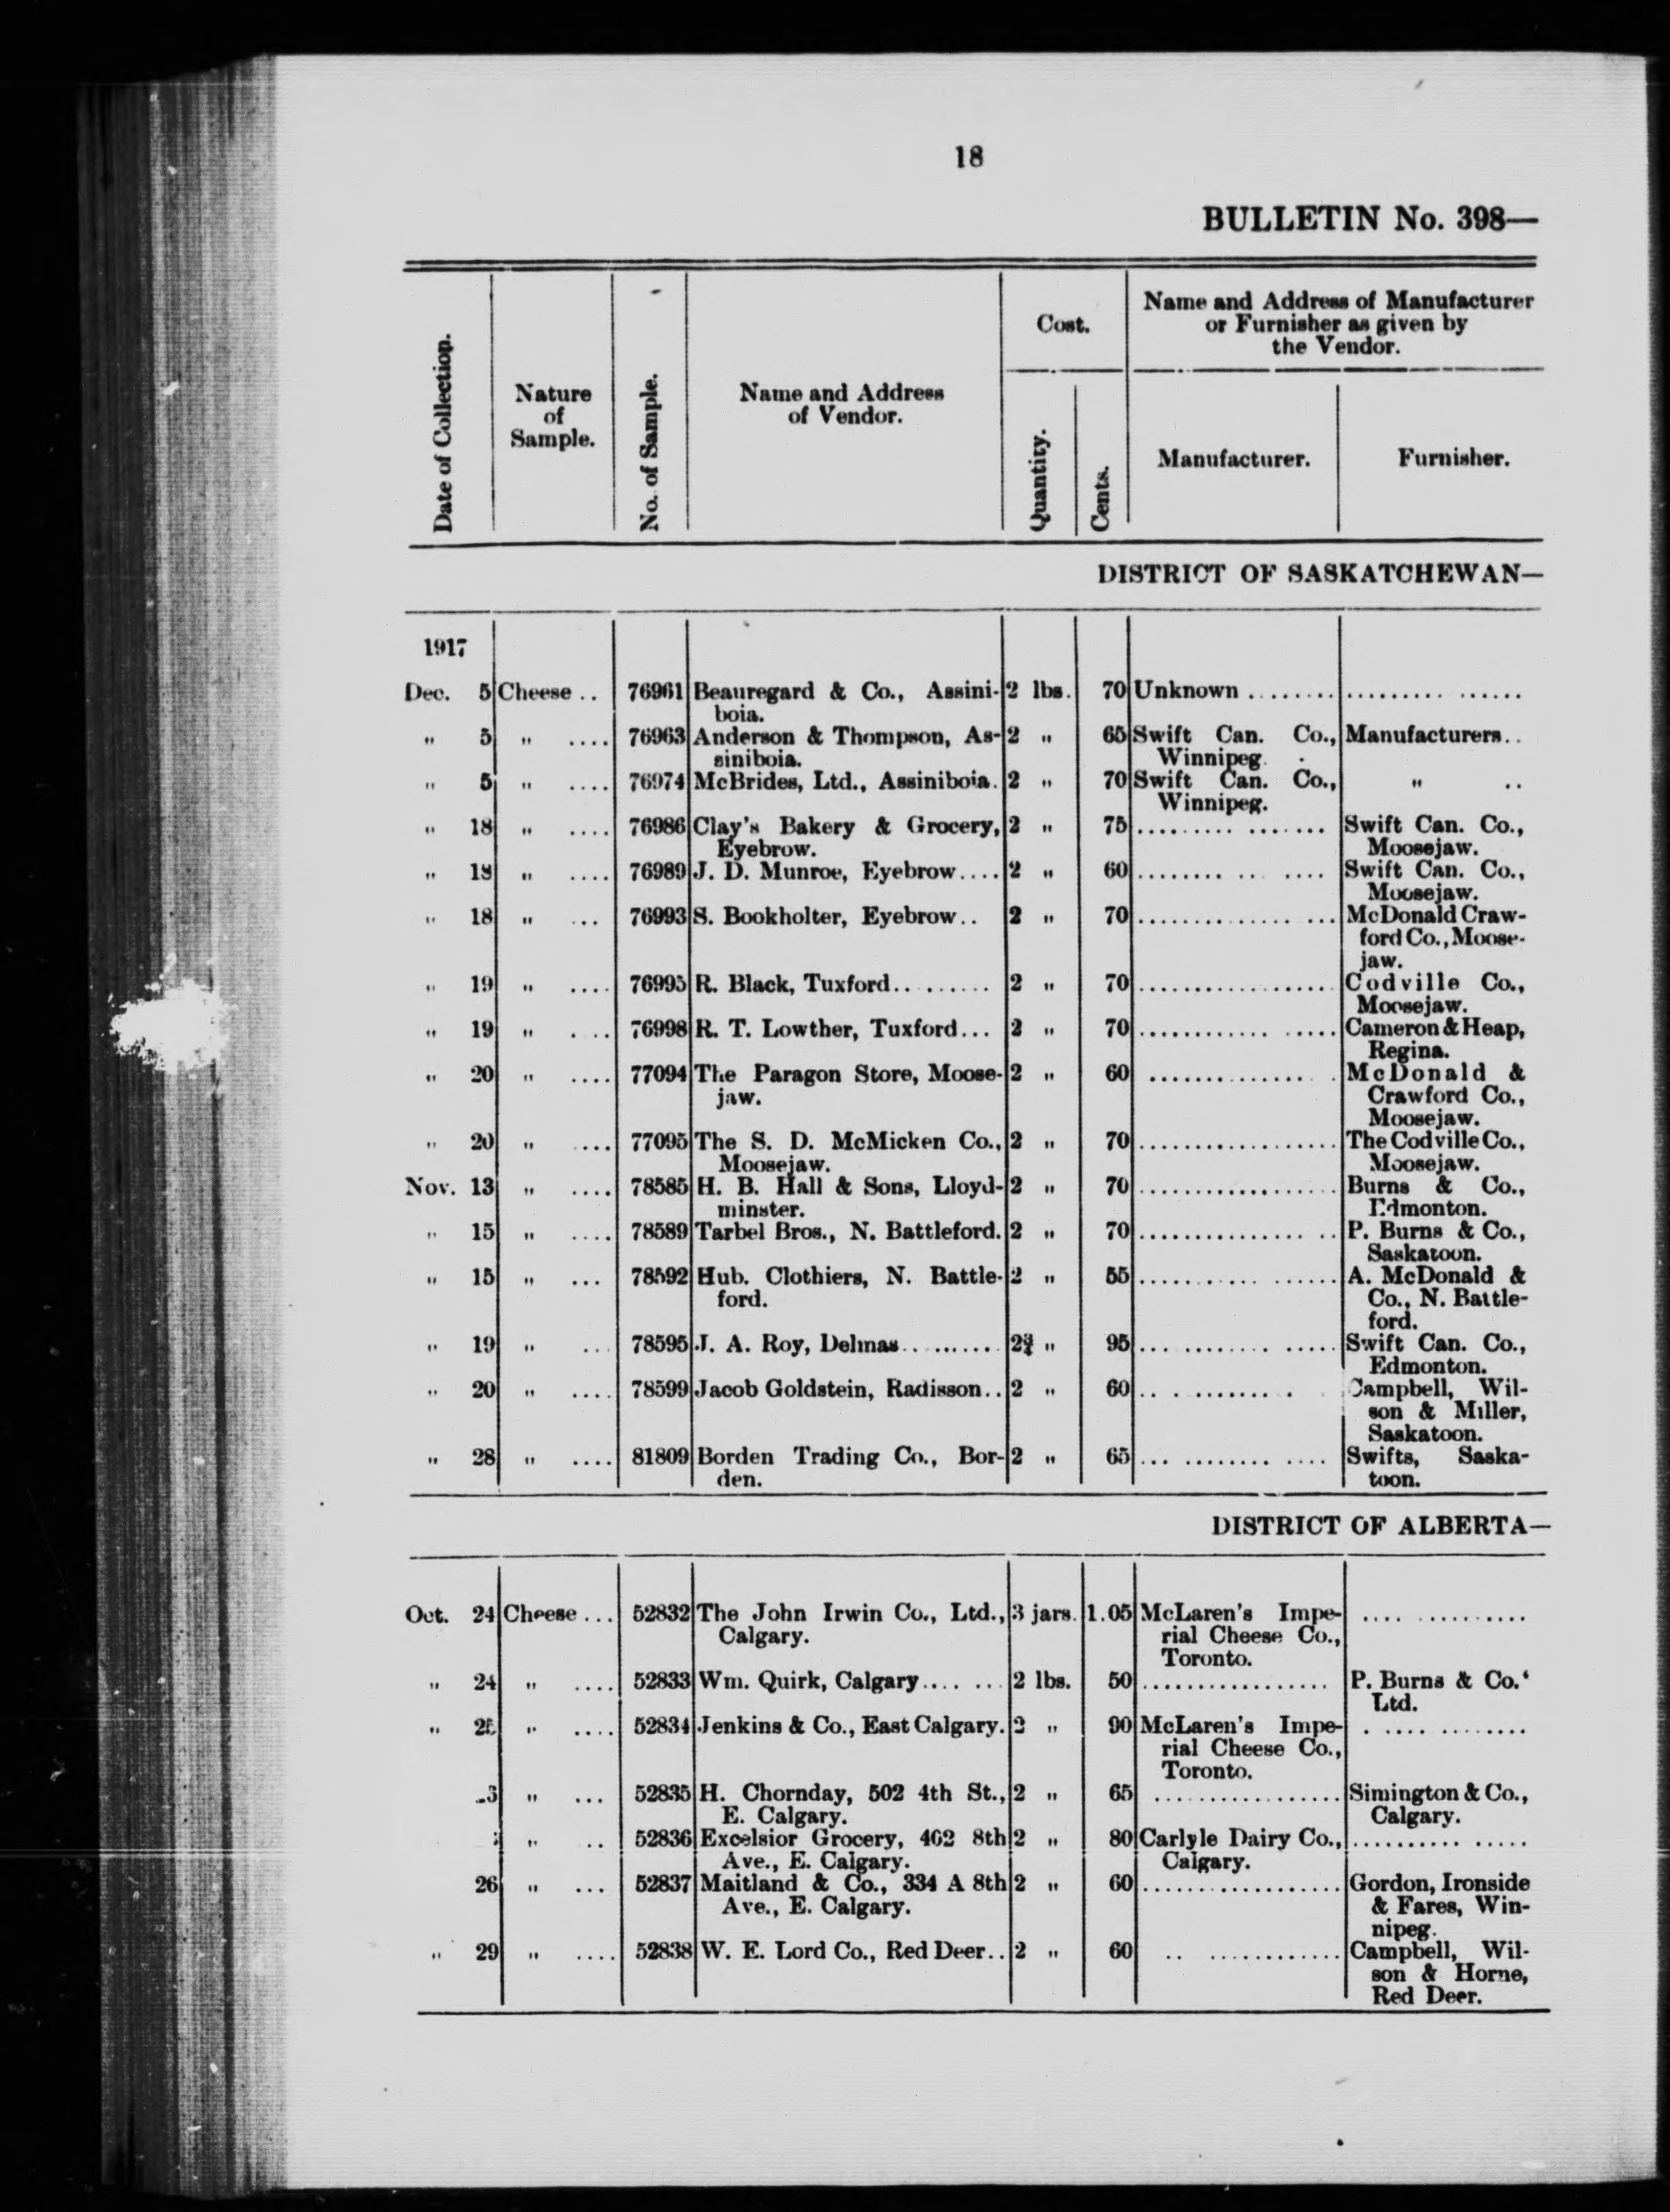 18
BULLETIN No. 398—
Date of Collection.
Nature
of
Sample.
No. of Sample.
Name and Address
of Vendor.
Cost.
Quantity.
Cents.
Name and Address of Manufacturer
or Furnisher as given by
the Vendor.
Manufacturer.
Furnisher.
DISTRICT OF SASKATCHEWAN—
1917
Dec. 5 Cheese .. 76961 Beauregard & Co., Assini- 2 lbs. 70 Unknown ........ ......... ......
boia.
" 5 " .... 76963 Anderson & Thompson, As- 2 " 65 Swift Can. Co., Manufacturers..
siniboia. Winnipeg.
" 5 " .... 76974 McBrides, Ltd., Assiniboia. 2 " 70 Swift Can. Co., " ..
Winnipeg.
" 18 " .... 76986 Clay's Bakery & Grocery, 2 " 75 ......... ....... Swift Can. Co.,
Eyebrow. Moosejaw.
" 18 " .... 76989 J. D. Munroe, Eyebrow.... 2 " 60 ........ .. .... Swift Can. Co.,
Moosejaw.
" 18 " ... 76993 S. Bookholter, Eyebrow.. 2 " 70 .............. ... McDonald Craw-
ford Co., Moose-
jaw.
" 19 " .... 76995 R. Black, Tuxford......... 2 " 70 .................. Codville Co.,
Moosejaw.
" 19 " .... 76998 R. T. Lowther, Tuxford... 2 " 70 ............ ..... Cameron & Heap,
Regina.
" 20 " .... 77094 The Paragon Store, Moose- 2 " 60 ............... . McDonald &
jaw. Crawford Co.,
Moosejaw.
" 20 " .... 77095 The S. D. McMicken Co., 2 " 70 .................. The Codville Co.,
Moosejaw. Moosejaw.
Nov. 13 " .... 78585 H. B. Hall & Sons, Lloyd- 2 " 70 .................. Burns & Co.,
minster. Edmonton.
" 15 " .... 78589 Tarbel Bros., N. Battleford. 2 " 70 ................ .. P. Burns & Co.,
Saskatoon.
" 15 " ... 78592 Hub. Clothiers, N. Battle- 2 " 55 ........... ...... A. McDonald &
ford. Co., N. Battle-
ford.
" 19 " ... 78595 J. A. Roy, Delmas......... 2¾ " 95 ............ ..... Swift Can. Co.,
Edmonton.
" 20 " .... 78599 Jacob Goldstein, Radisson.. 2 " 60 .. ........... . Campbell, Wil-
son & Miller,
Saskatoon.
" 28 " .... 81809 Borden Trading Co., Bor- 2 " 65 ... .......... .... Swifts, Saska-
den. toon.
DISTRICT OF ALBERTA—
Oct. 24 Cheese ... 52832 The John Irwin Co., Ltd., 3 jars. 1.05 McLaren's Impe- .... ..........
Calgary. rial Cheese Co.,
Toronto.
" 24 " .... 52833 Wm. Quirk, Calgary.... ... 2 lbs. 50 ................. P. Burns & Co.'
Ltd.
" 25 " .... 52834 Jenkins & Co., East Calgary. 2 " 90 McLaren's Impe- . .... ........
rial Cheese Co.,
Toronto.
" ... 52835 H. Chornday, 502 4th St., 2 " 65 ................. Simington & Co.,
E. Calgary. Calgary.
" .. 52836 Excelsior Grocery, 402 8th 2 " 80 Carlyle Dairy Co., .......... .....
Ave., E. Calgary. Calgary.
26 " ... 52837 Maitland & Co., 334 A 8th 2 " 60 .................. Gordon, Ironside
Ave., E. Calgary. & Fares, Win-
nipeg.
" 29 " .... 52838 W. E. Lord Co., Red Deer.. 2 " 60 .. ............ Campbell, Wil-
son & Horne,
Red Deer.